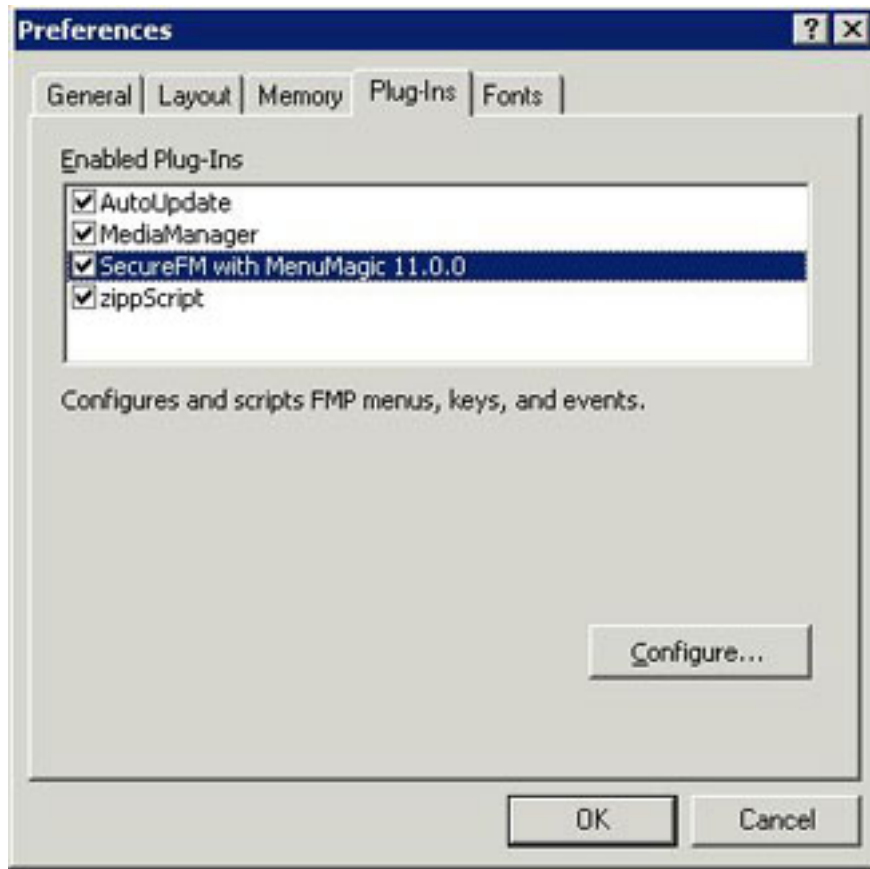 Preferences
General Layout Memory Plug-Ins Fonts
Enabled Plug-Ins
AutoUpdate
MediaManager
SecureFM with MenuMagic 11.0.0
zippScript
Configures and scripts FMP menus, keys, and events.
Configure...
OK Cancel